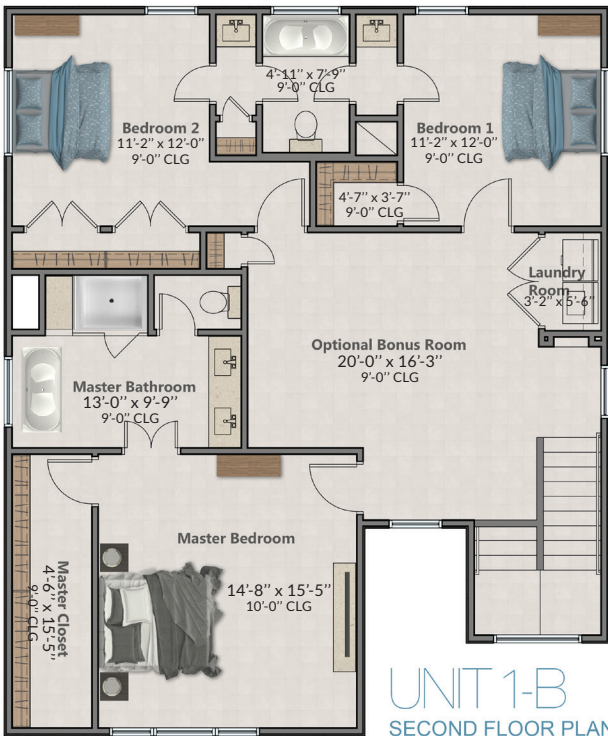 4'-11'' x 7'-9''
9'-0'' CLG
Bedroom 2
11'-2'' x 12'-0''
9'-0'' CLG
Bedroom 1
11'-2'' x 12'-0''
9'-0'' CLG
4'-7'' x 3'-7''
9'-0'' CLG
Laundry
Room
3'-2'' x 5'-6''
Optional Bonus Room
20'-0'' x 16'-3''
9'-0'' CLG
Master Bathroom
13'-0'' x 9'-9''
9'-0'' CLG
Master Bedroom
14'-8'' x 15'-5''
10'-0'' CLG
Master Closet
4'-6'' x 15'-5''
9'-0'' CLG
UNIT 1-B
SECOND FLOOR PLAN